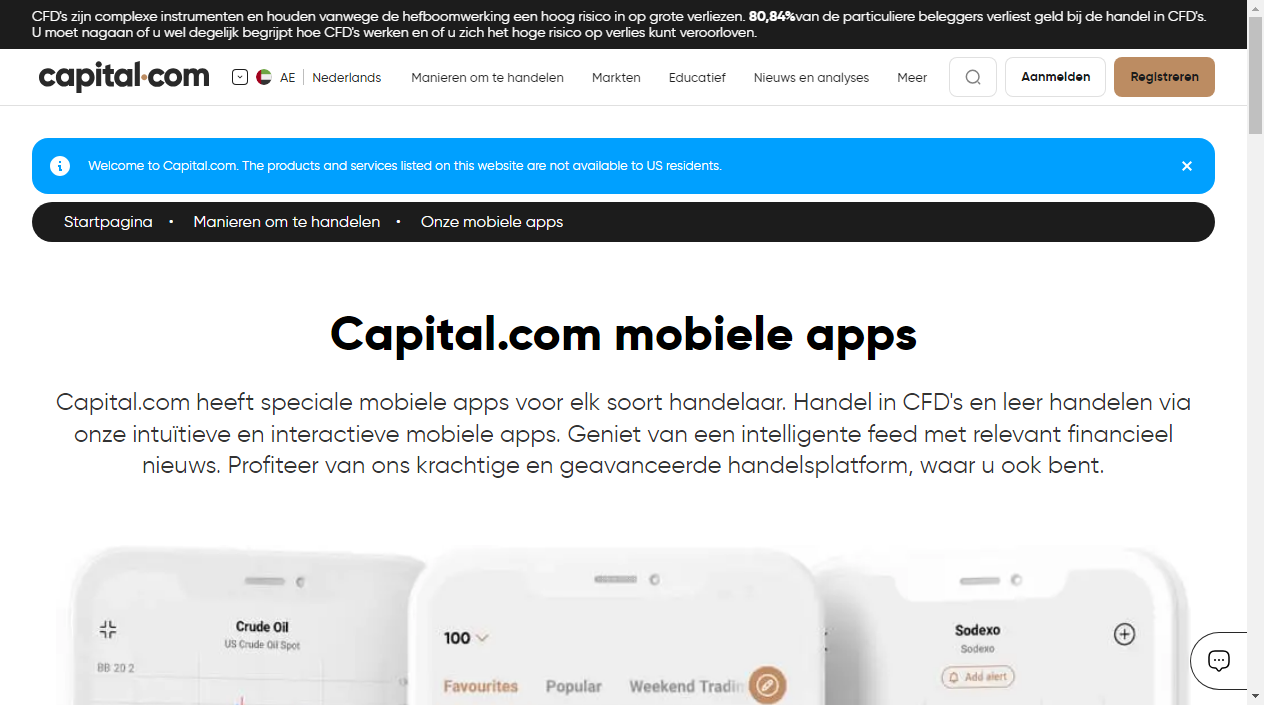 CFD's zijn complexe instrumenten en houden vanwege de hefboomwerking een hoog risico in op grote verliezen. 80,84%van de particuliere beleggers verliest geld bij de handel in CFD's.
U moet nagaan of u wel degelijk begrijpt hoe CFD's werken en of u zich het hoge risico op verlies kunt veroorloven.
capital.com AE Nederlands Manieren om te handelen Markten Educatief Nieuws en analyses Meer Aanmelden Registreren
Welcome to Capital.com. The products and services listed on this website are not available to US residents.
Startpagina • Manieren om te handelen • Onze mobiele apps
Capital.com mobiele apps
Capital.com heeft speciale mobiele apps voor elk soort handelaar. Handel in CFD's en leer handelen via
onze intuïtieve en interactieve mobiele apps. Geniet van een intelligente feed met relevant financieel
nieuws. Profiteer van ons krachtige en geavanceerde handelsplatform, waar u ook bent.
Crude Oil
US Crude Oil Spot
BB 20 2
100
Favourites Popular Weekend Tradin
Sodexo
Sodexo
Add alert